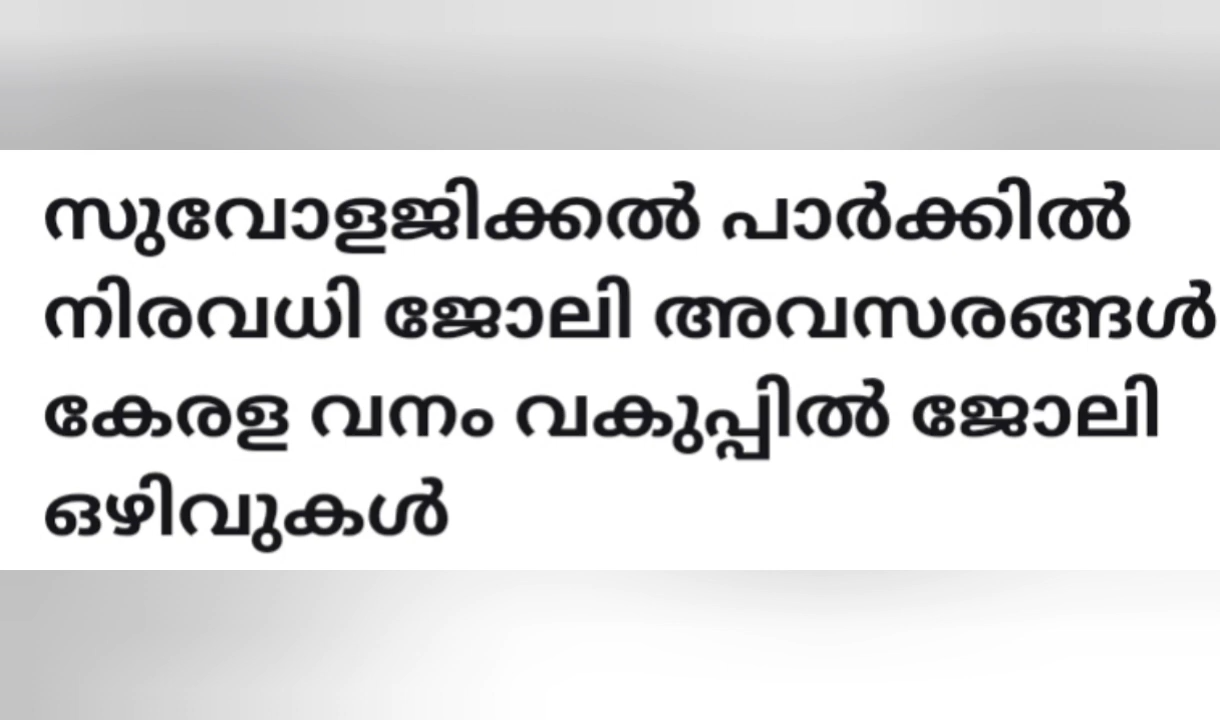 സുവോളജിക്കൽ പാർക്കിൽ
നിരവധി ജോലി അവസരങ്ങൾ
കേരള വനം വകുപ്പിൽ ജോലി
ഒഴിവുകൾ